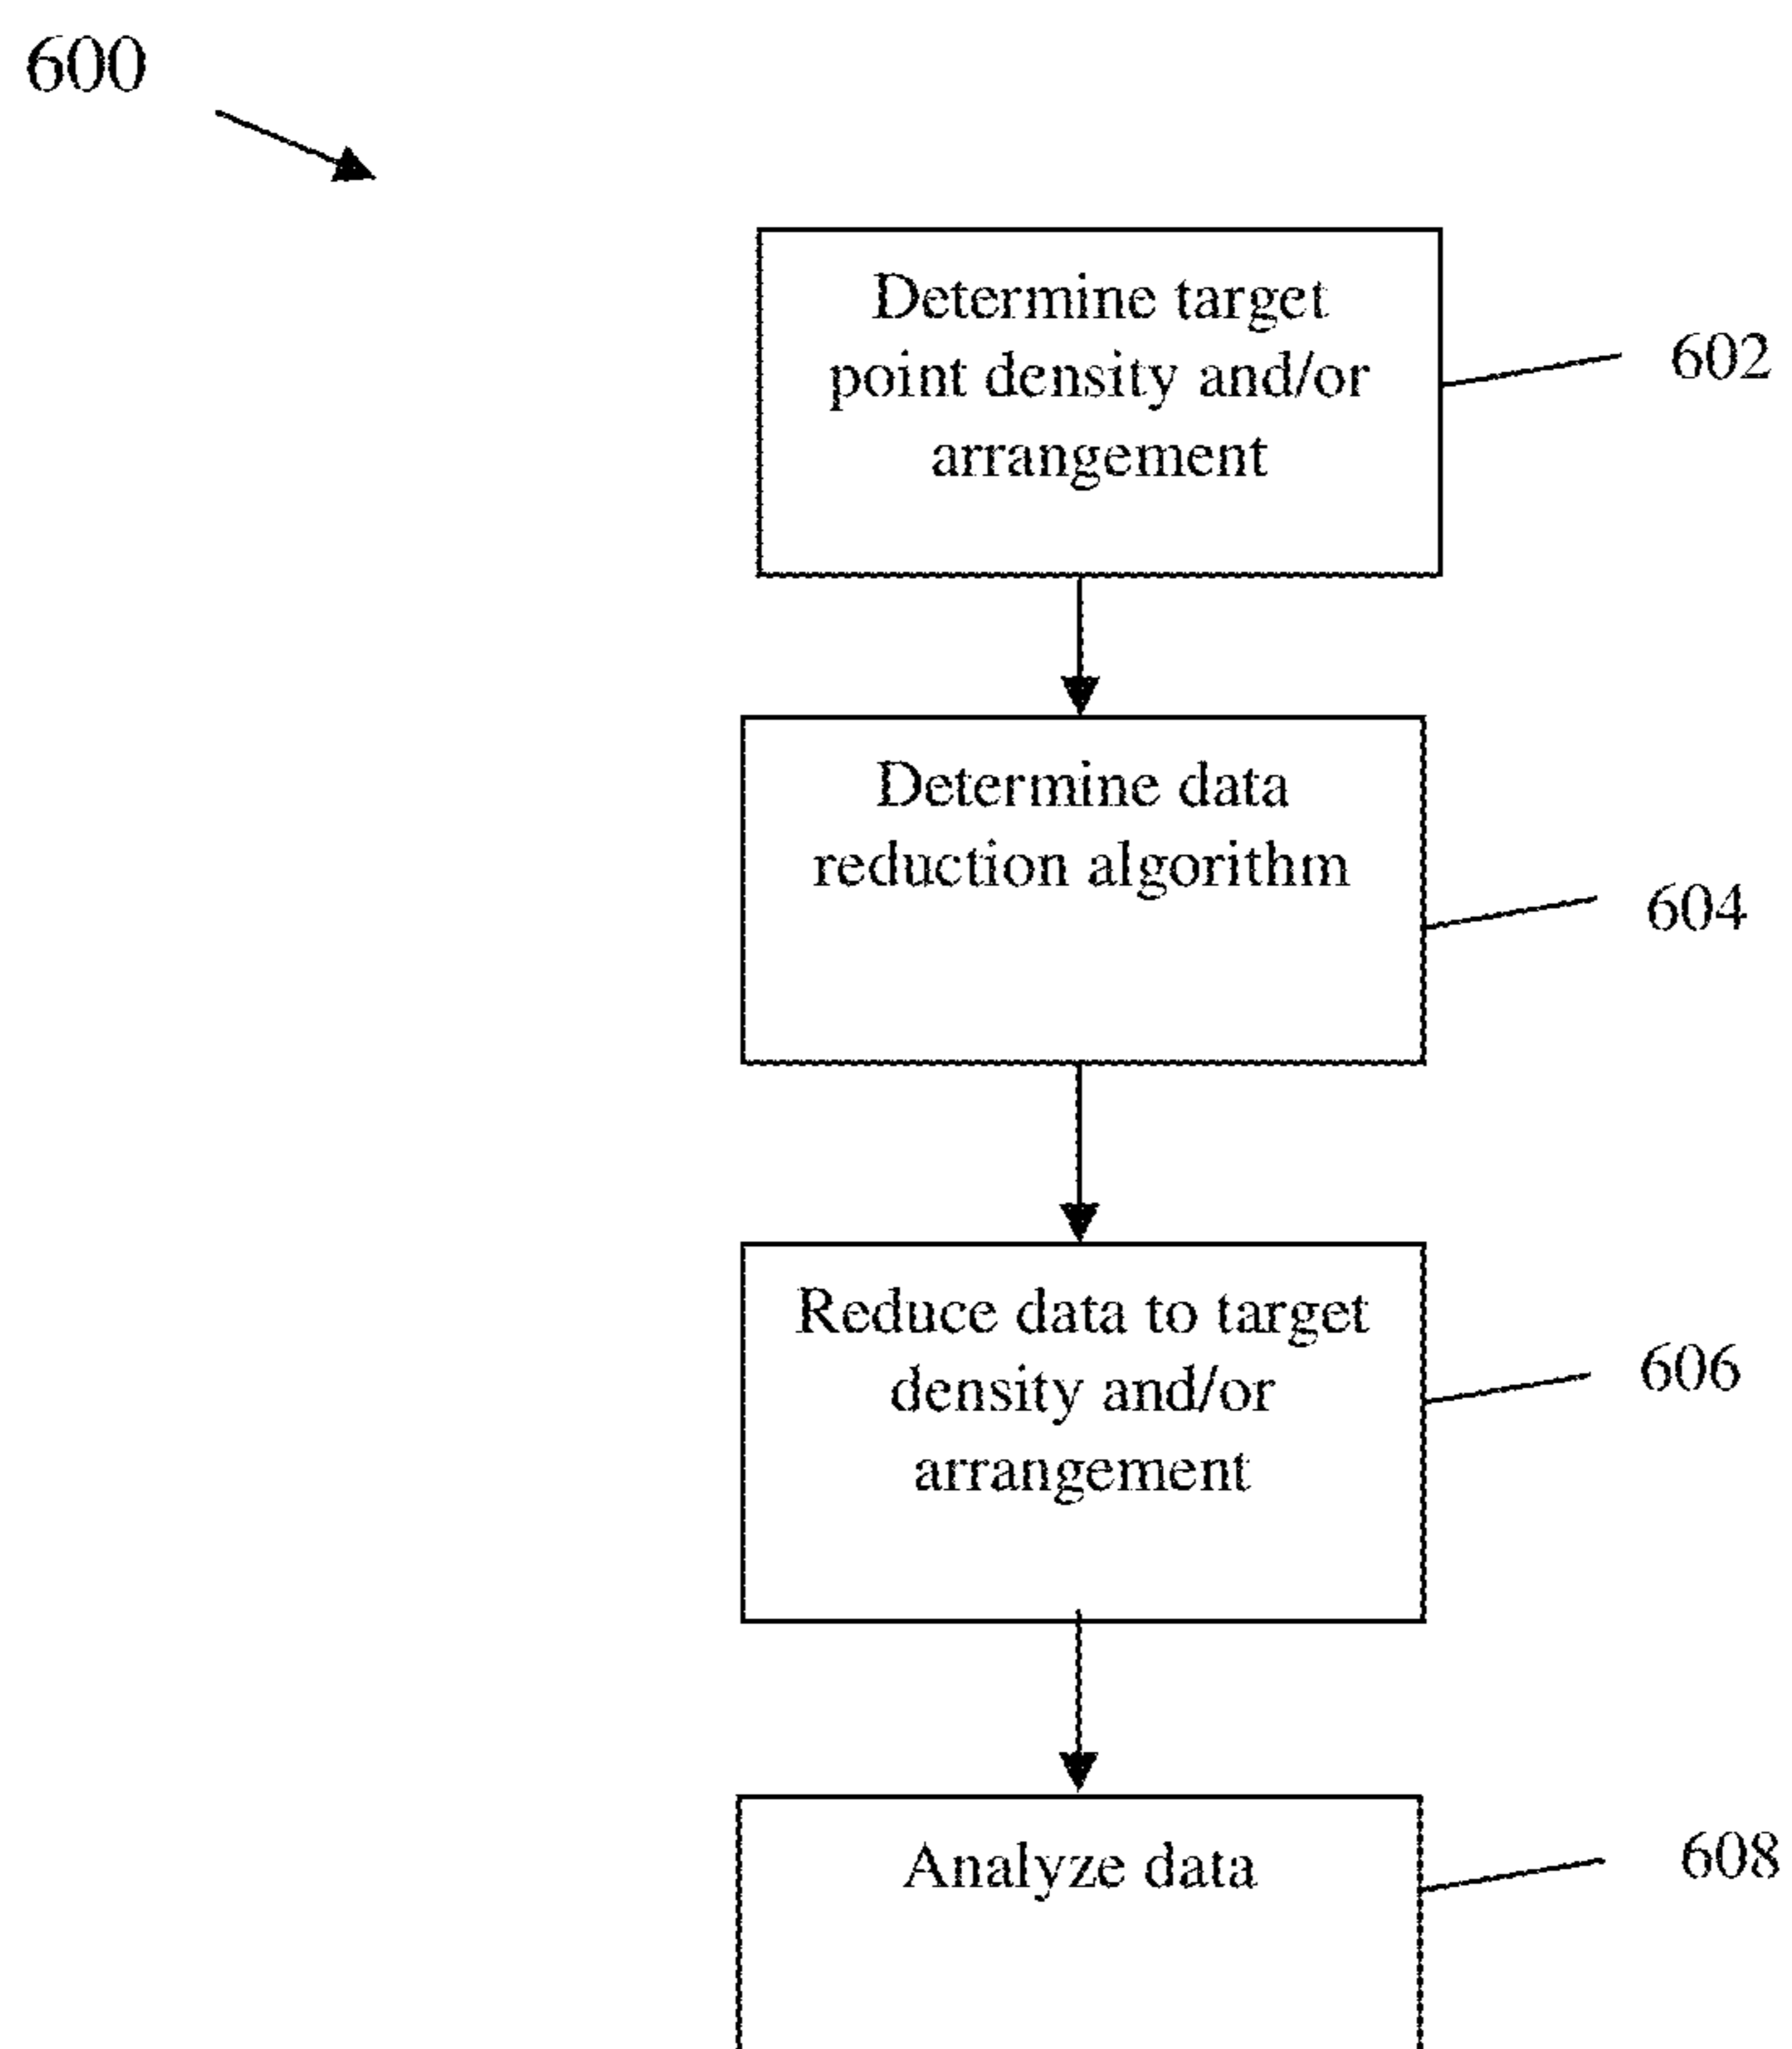 600
Determine target
point density and/or
arrangement
602
Determine data
reduction algorithm
604
Reduce data to target
density and/or
arrangement
606
Analyze data
608